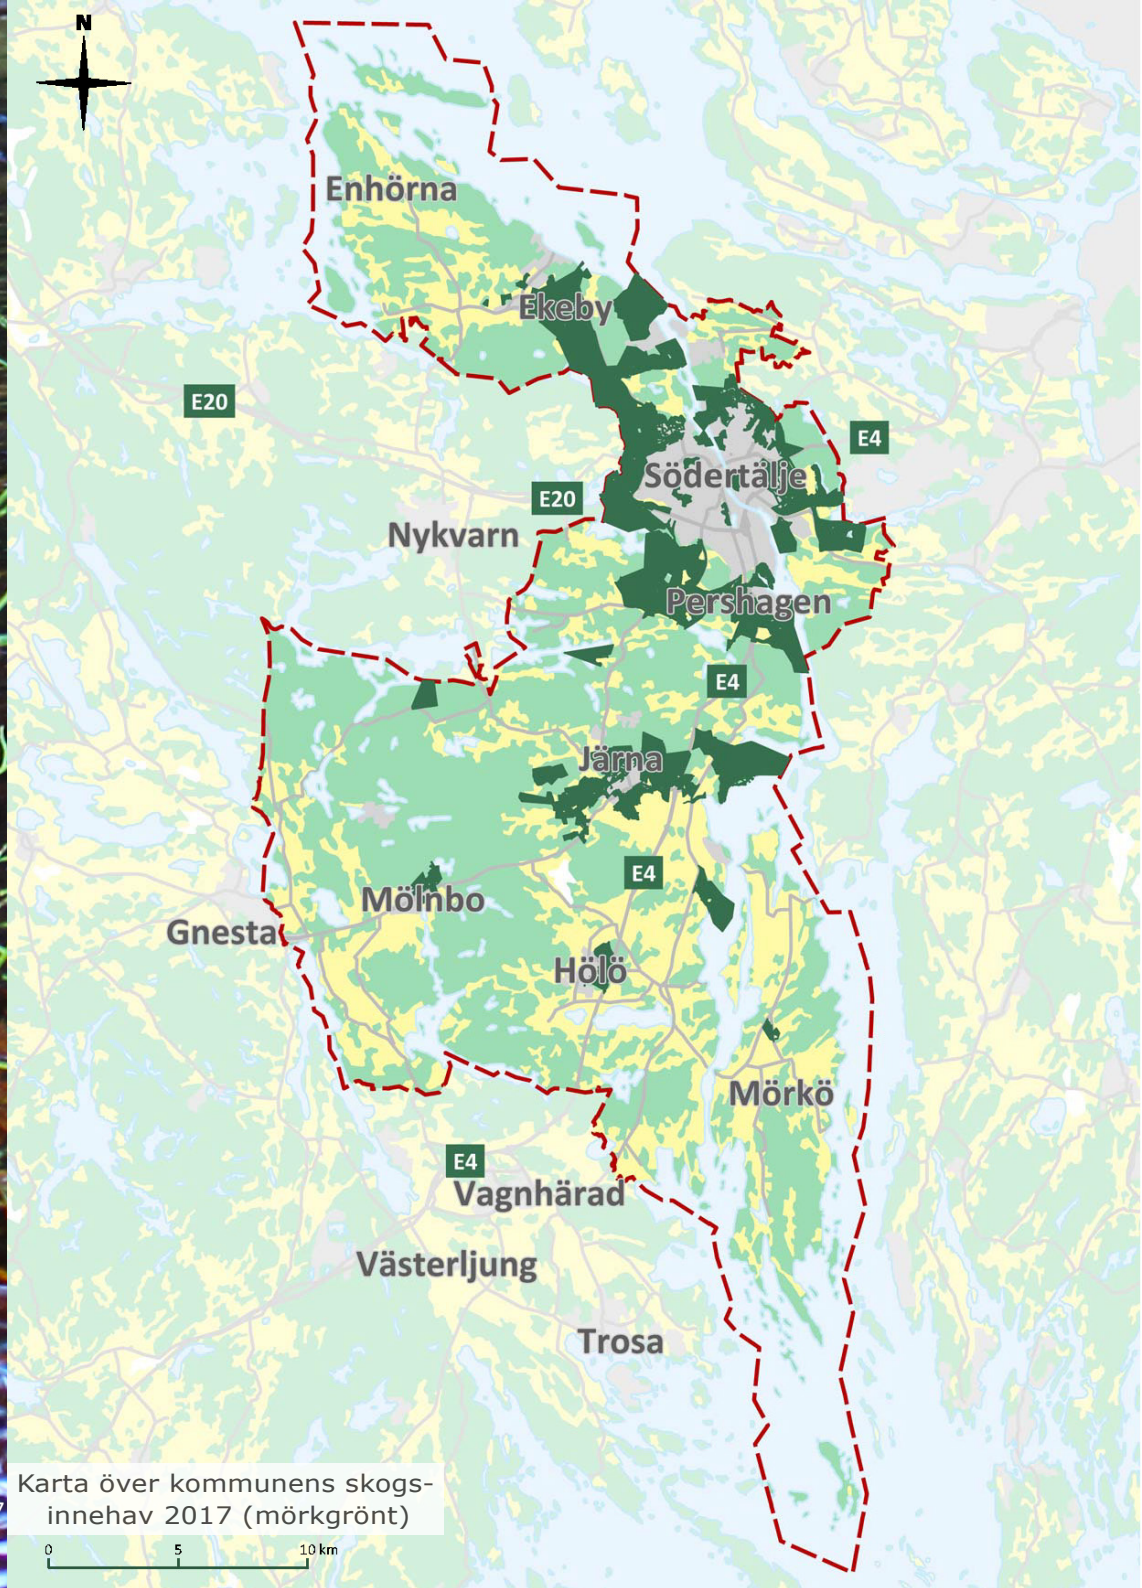 N
Enhörna
Ekeby
E20
E4
Södertälje
E20
Nykvarn
Pershagen
E4
Järna
E4
Mölnbo
Gnesta
Hölö
Mörkö
E4
Vagnhärad
Västerljung
Trosa
Karta över kommunens skogs-
innehav 2017 (mörkgrönt)
0 5 10 km